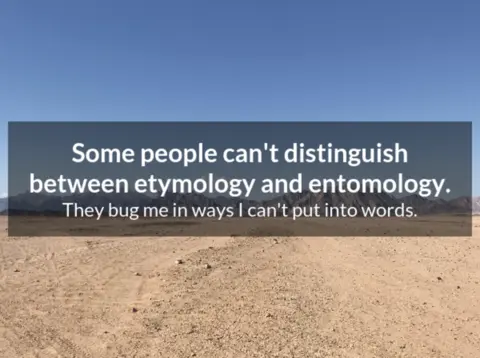 Some people can't distinguish
between etymology and entomology.
They bug me in ways I can't put into words.